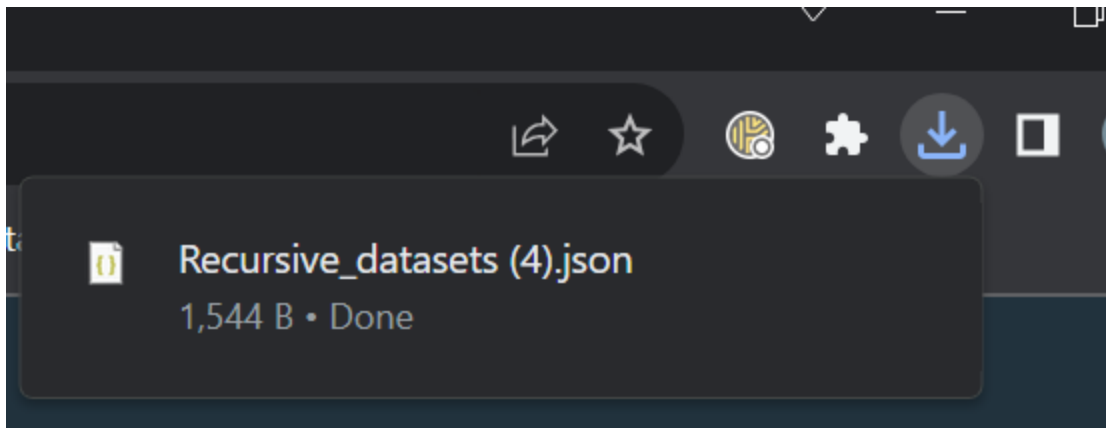 Recursive_datasets (4).json
1,544 B • Done